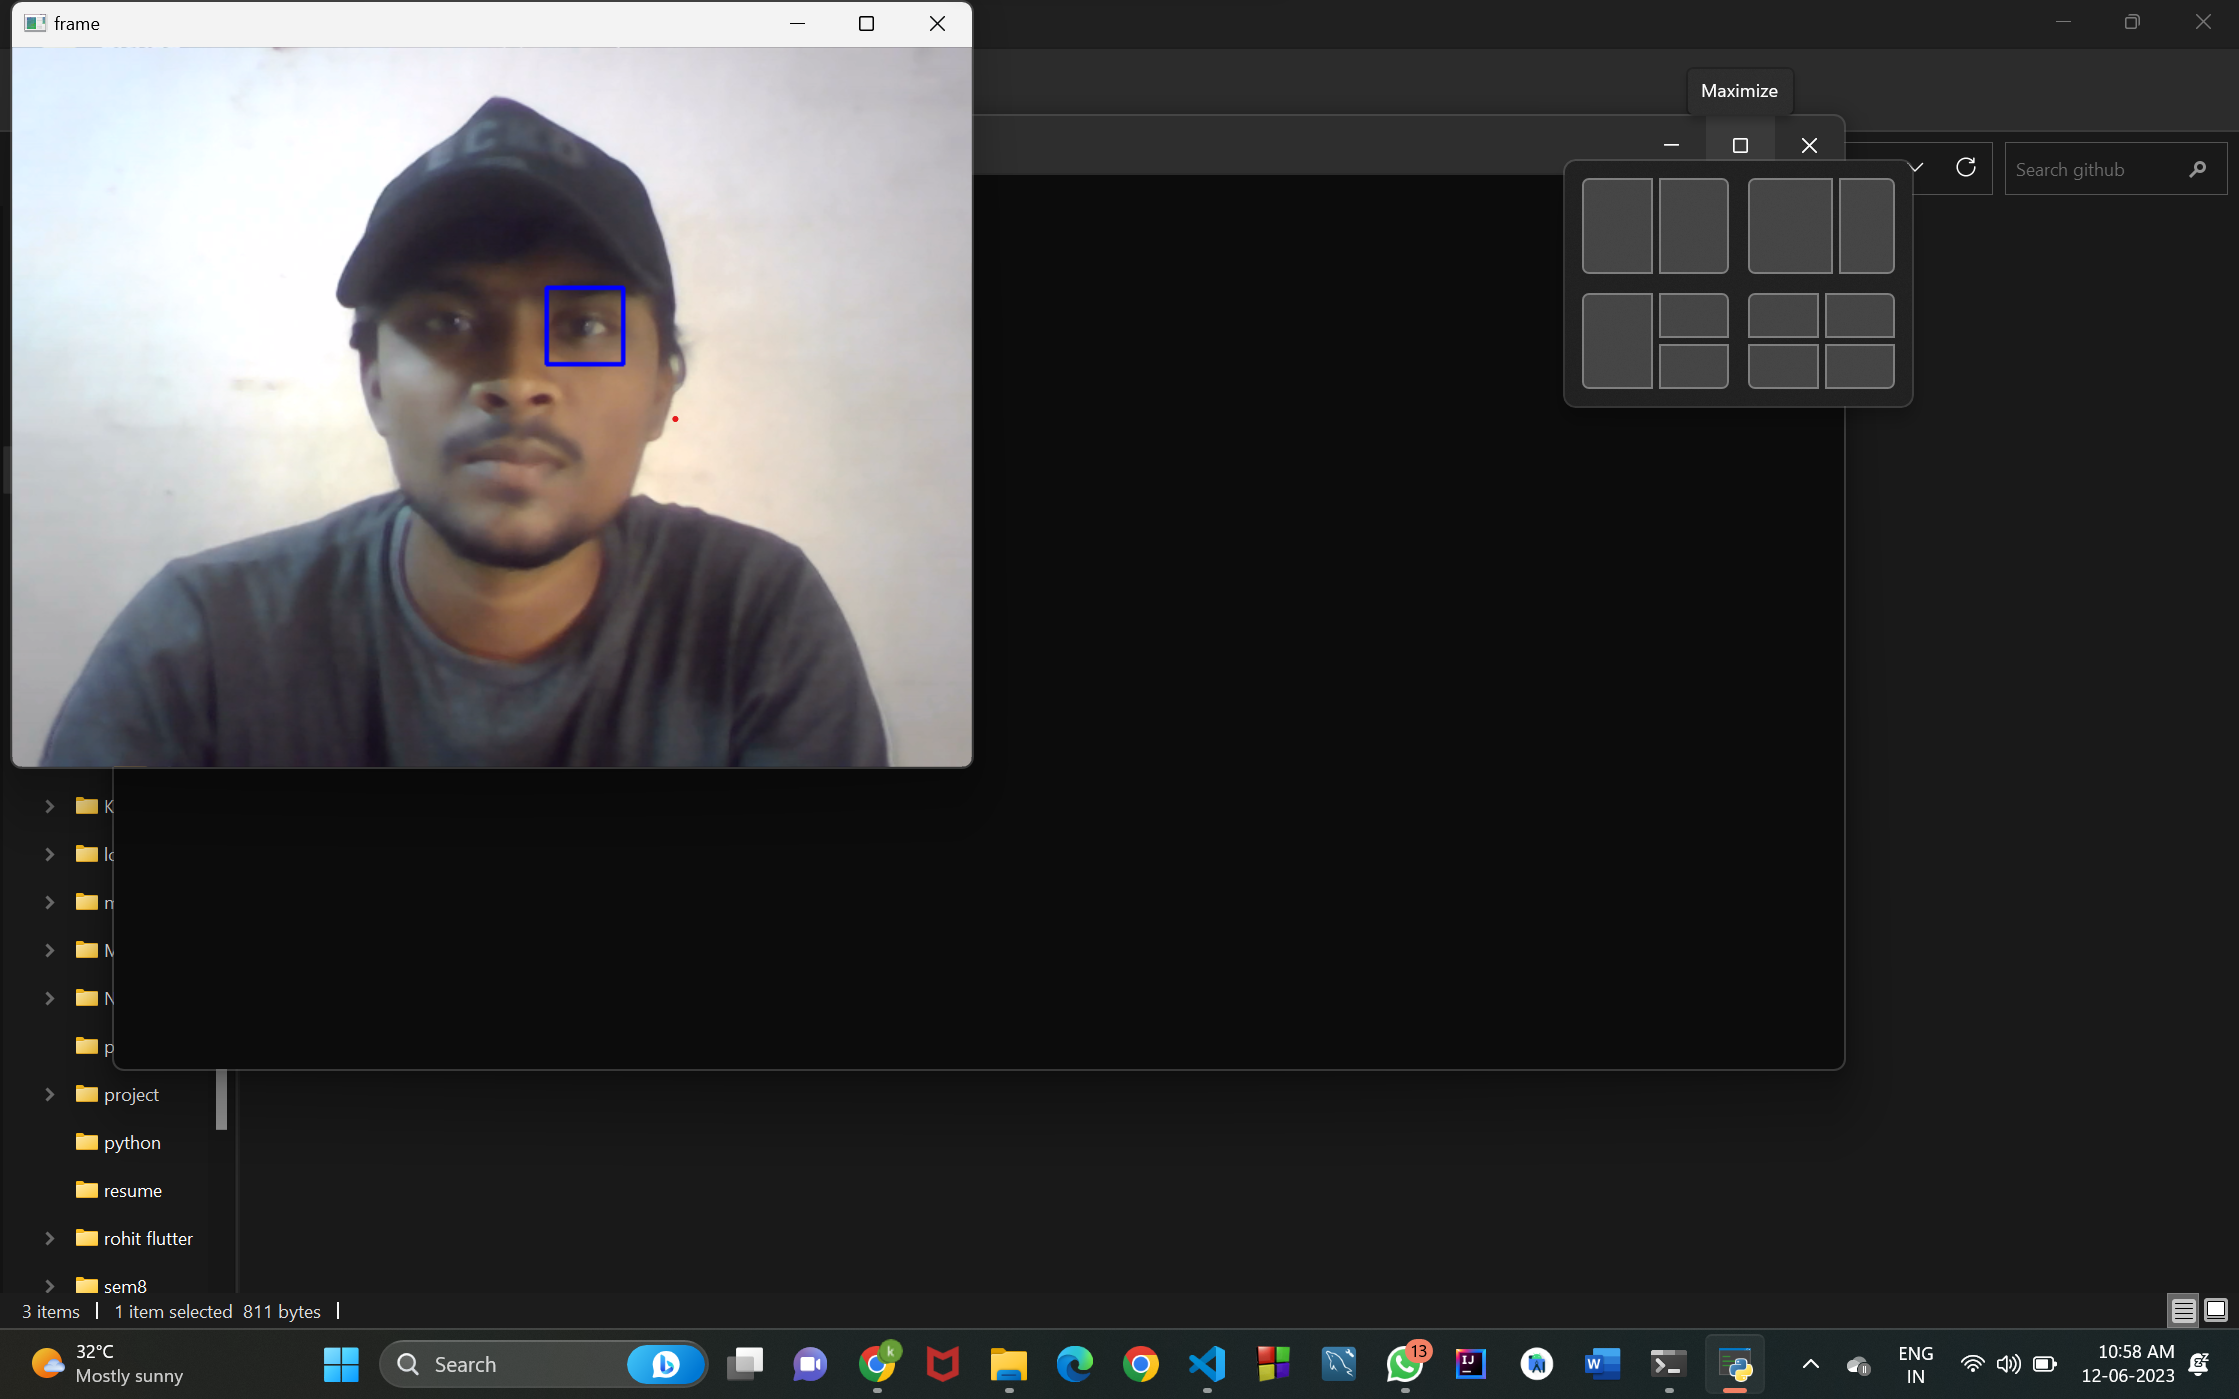 frame
Maximize
Search github
project
python
resume
rohit flutter
sem8
3 items
1 item selected 811 bytes
32°C
Mostly sunny
Search
k
13
IJ
W
ENG
IN
10:58 AM
12-06-2023